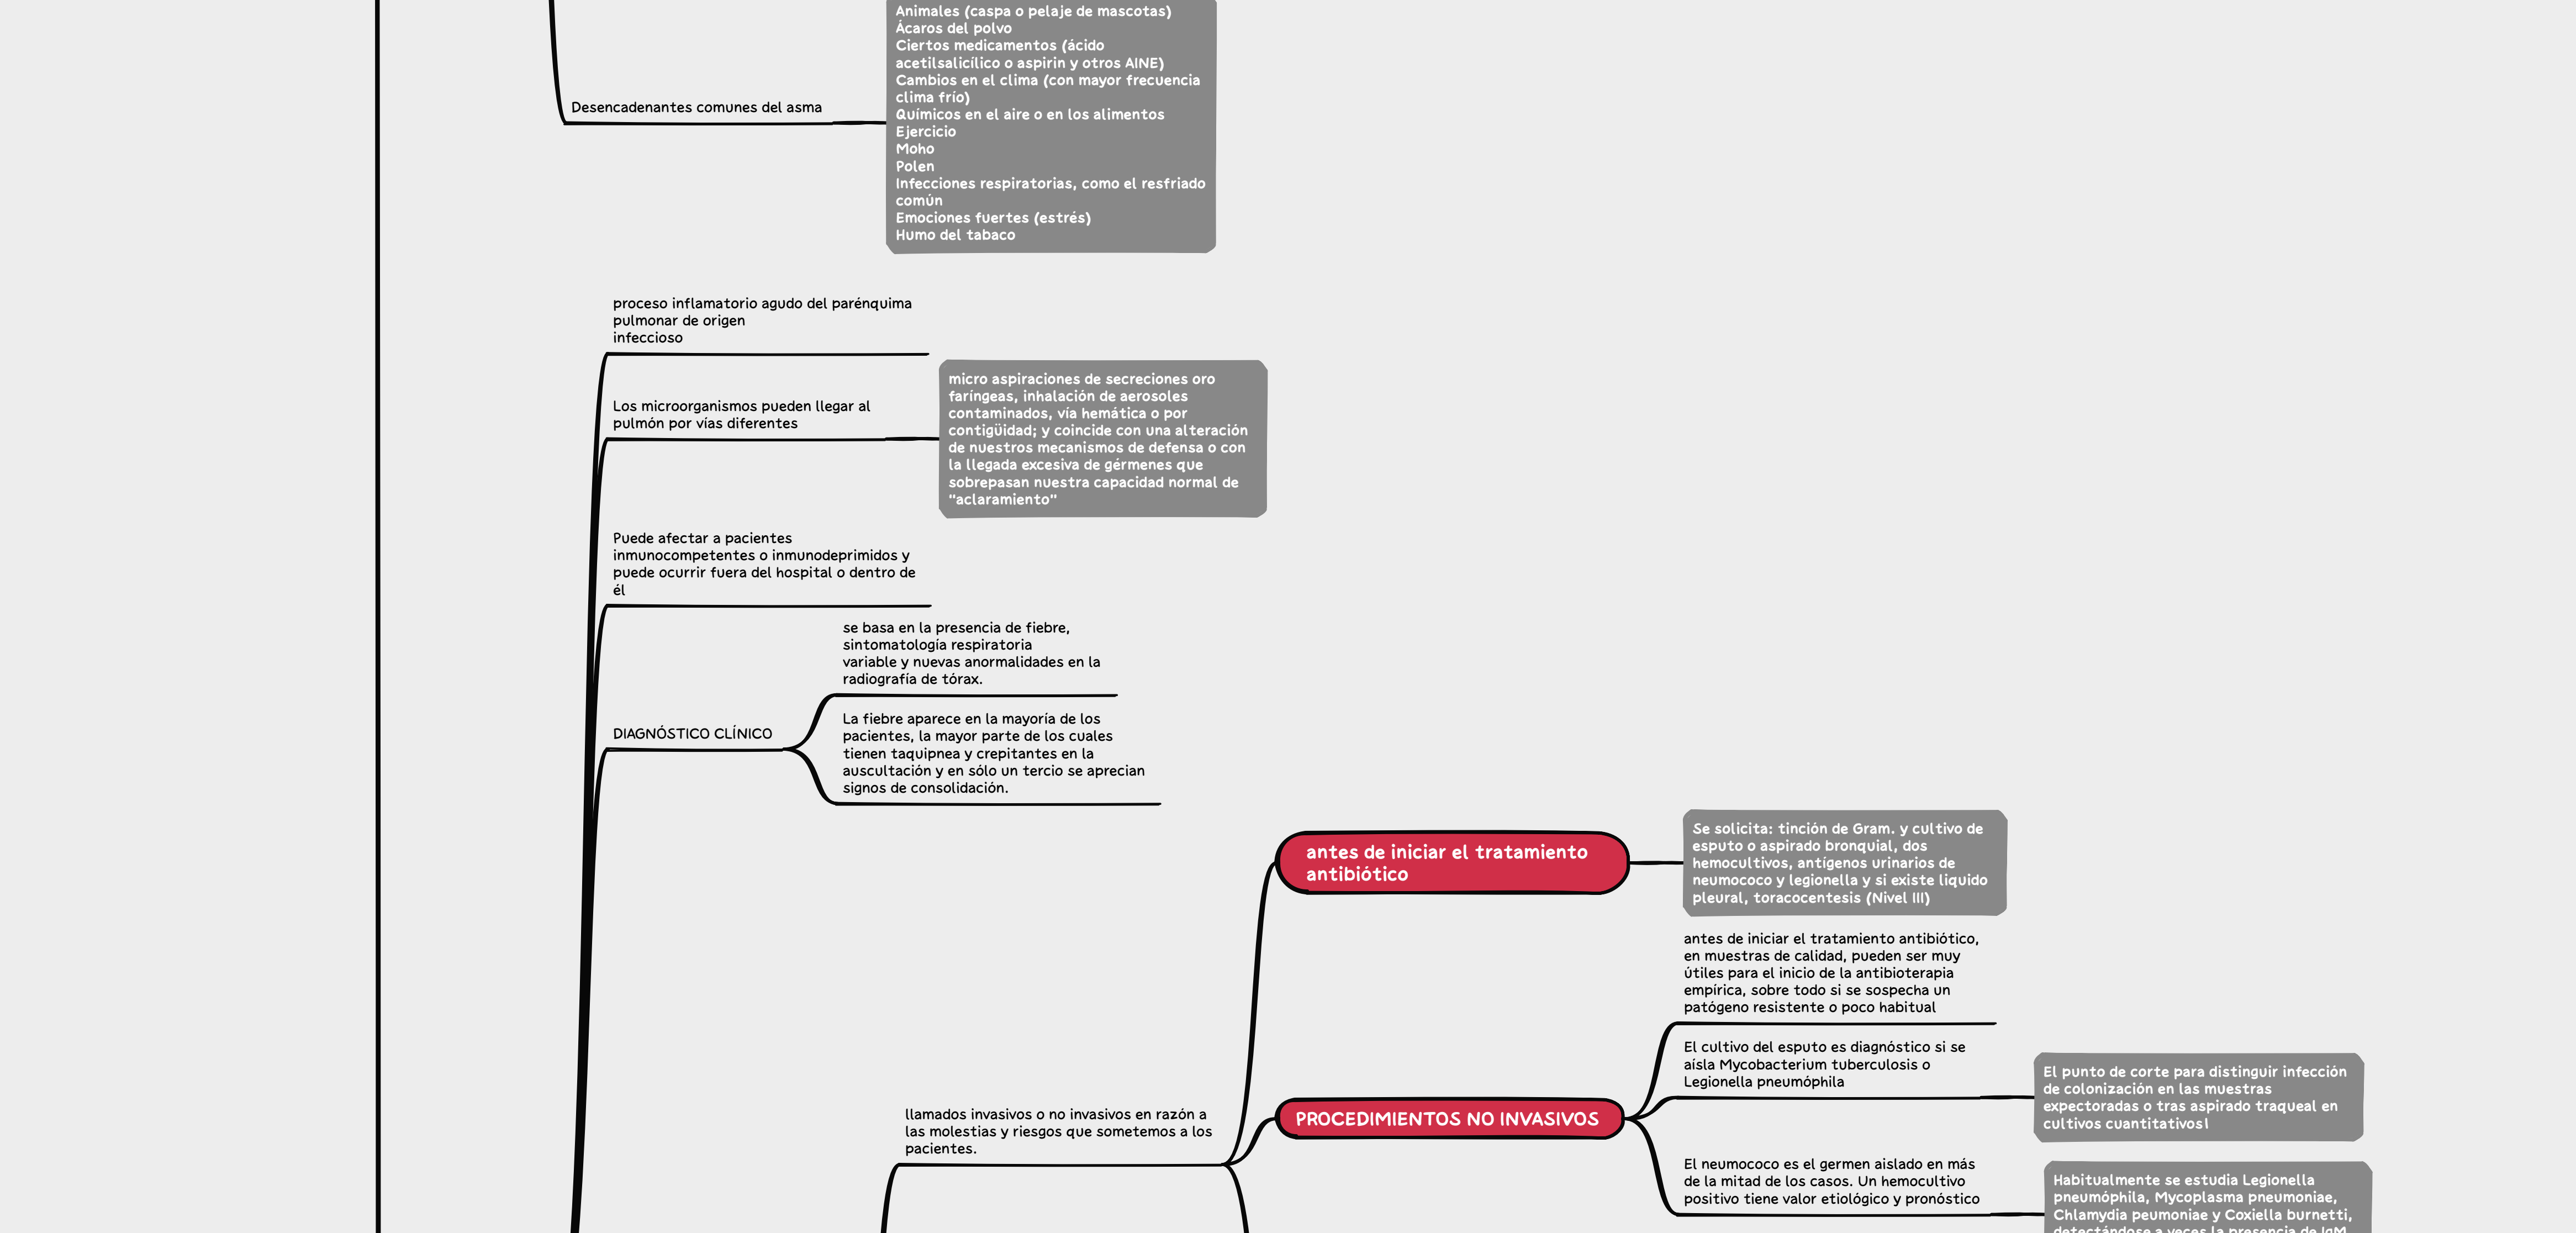 Animales (caspa o pelaje de mascotas)
Ácaros del polvo
Ciertos medicamentos (ácido
acetilsalicílico o aspirin y otros AINE)
Cambios en el clima (con mayor frecuencia
clima frío)
Químicos en el aire o en los alimentos
Ejercicio
Moho
Polen
Infecciones respiratorias, como el resfriado
común
Emociones fuertes (estrés)
Humo del tabaco
Desencadenantes comunes del asma
proceso inflamatorio agudo del parénquima
pulmonar de origen
infeccioso
Los microorganismos pueden llegar al
pulmón por vías diferentes
micro aspiraciones de secreciones oro
faríngeas, inhalación de aerosoles
contaminados, vía hemática o por
contigüidad; y coincide con una alteración
de nuestros mecanismos de defensa o con
la llegada excesiva de gérmenes que
sobrepasan nuestra capacidad normal de
"aclaramiento"
Puede afectar a pacientes
inmunocompetentes o inmunodeprimidos y
puede ocurrir fuera del hospital o dentro de
él
DIAGNÓSTICO CLÍNICO
se basa en la presencia de fiebre,
sintomatología respiratoria
variable y nuevas anormalidades en la
radiografía de tórax.
La fiebre aparece en la mayoría de los
pacientes, la mayor parte de los cuales
tienen taquipnea y crepitantes en la
auscultación y en sólo un tercio se aprecian
signos de consolidación.
llamados invasivos o no invasivos en razón a
las molestias y riesgos que sometemos a los
pacientes.
antes de iniciar el tratamiento
antibiótico
Se solicita: tinción de Gram. y cultivo de
esputo o aspirado bronquial, dos
hemocultivos, antígenos urinarios de
neumococo y legionella y si existe liquido
pleural, toracocentesis (Nivel III)
PROCEDIMIENTOS NO INVASIVOS
antes de iniciar el tratamiento antibiótico,
en muestras de calidad, pueden ser muy
útiles para el inicio de la antibioterapia
empírica, sobre todo si se sospecha un
patógeno resistente o poco habitual
El cultivo del esputo es diagnóstico si se
aísla Mycobacterium tuberculosis o
Legionella pneumóphila
El punto de corte para distinguir infección
de colonización en las muestras
expectoradas o tras aspirado traqueal en
cultivos cuantitativos!
El neumococo es el germen aislado en más
de la mitad de los casos. Un hemocultivo
positivo tiene valor etiológico y pronóstico
Habitualmente se estudia Legionella
pneumóphila, Mycoplasma pneumoniae,
Chlamydia peumoniae y Coxiella burnetti,
detectándose a veces la presencia de IgM